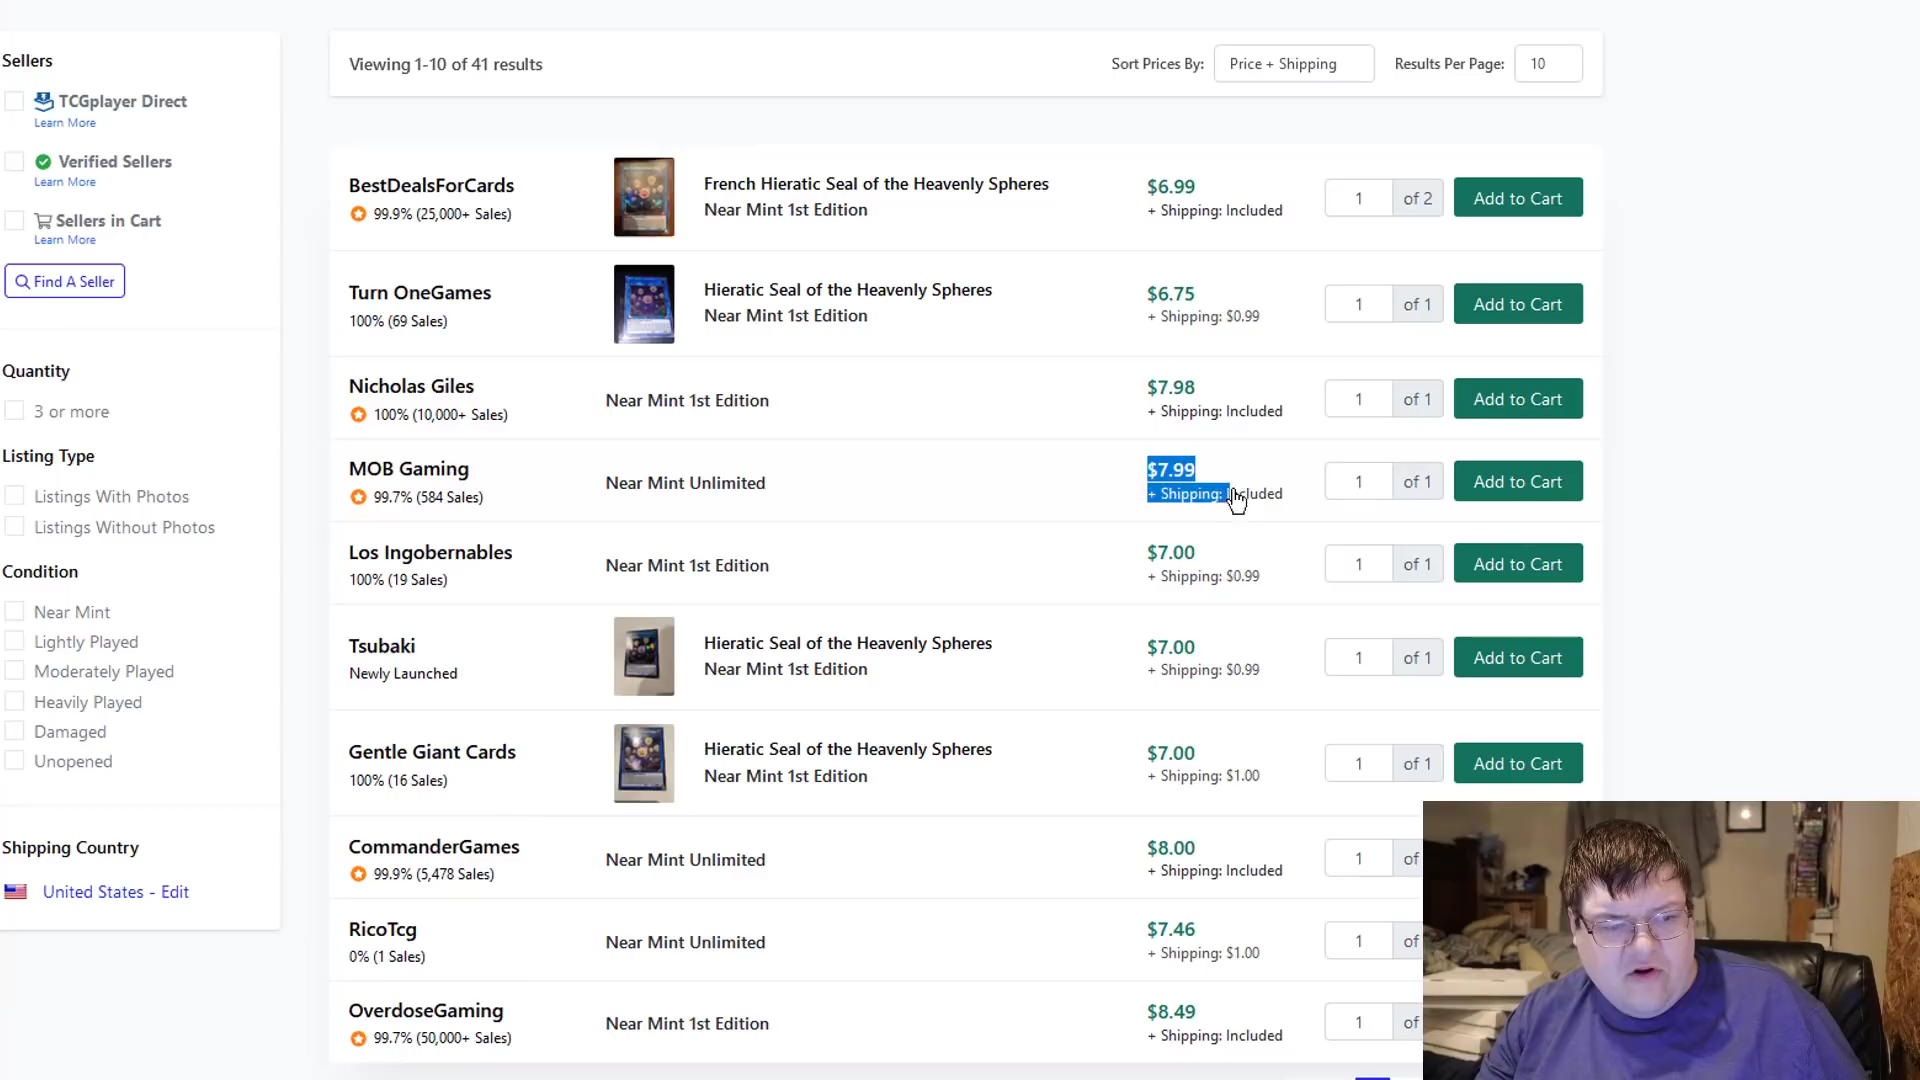 Sellers
TCGplayer Direct
Learn More
Verified Sellers
Learn More
Sellers in Cart
Learn More
Find A Seller
Quantity
3 or more
Listing Type
Listings With Photos
Listings Without Photos
Condition
Near Mint
Lightly Played
Moderately Played
Heavily Played
Damaged
Unopened
Shipping Country
United States - Edit
Viewing 1-10 of 41 results
Sort Prices By: Price + Shipping
Results Per Page: 10
BestDealsForCards
99.9% (25,000+ Sales)
French Hieratic Seal of the Heavenly Spheres
Near Mint 1st Edition
$6.99
+ Shipping: Included
1 of 2
Add to Cart
Turn OneGames
100% (69 Sales)
Hieratic Seal of the Heavenly Spheres
Near Mint 1st Edition
$6.75
+ Shipping: $0.99
1 of 1
Add to Cart
Nicholas Giles
100% (10,000+ Sales)
Near Mint 1st Edition
$7.98
+ Shipping: Included
1 of 1
Add to Cart
MOB Gaming
99.7% (584 Sales)
Near Mint Unlimited
$7.99
+ Shipping: Included
1 of 1
Add to Cart
Los Ingobernables
100% (19 Sales)
Near Mint 1st Edition
$7.00
+ Shipping: $0.99
1 of 1
Add to Cart
Tsubaki
Newly Launched
Hieratic Seal of the Heavenly Spheres
Near Mint 1st Edition
$7.00
+ Shipping: $0.99
1 of 1
Add to Cart
Gentle Giant Cards
100% (16 Sales)
Hieratic Seal of the Heavenly Spheres
Near Mint 1st Edition
$7.00
+ Shipping: $1.00
1 of 1
Add to Cart
CommanderGames
99.9% (5,478 Sales)
Near Mint Unlimited
$8.00
+ Shipping: Included
1 of
RicoTcg
0% (1 Sales)
Near Mint Unlimited
$7.46
+ Shipping: $1.00
1 of
OverdoseGaming
99.7% (50,000+ Sales)
Near Mint 1st Edition
$8.49
+ Shipping: Included
1 of